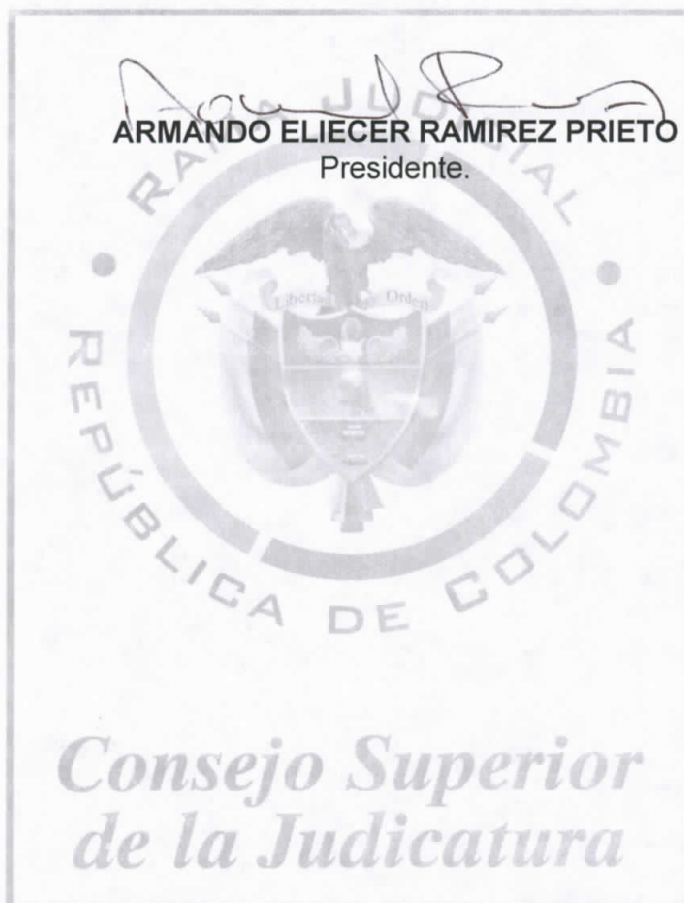 ARMANDO ELIECER RAMIREZ PRIETO
Presidente.
RAMA JUDICIAL
REPÚBLICA DE COLOMBIA
Libertad Orden
Consejo Superior
de la Judicatura